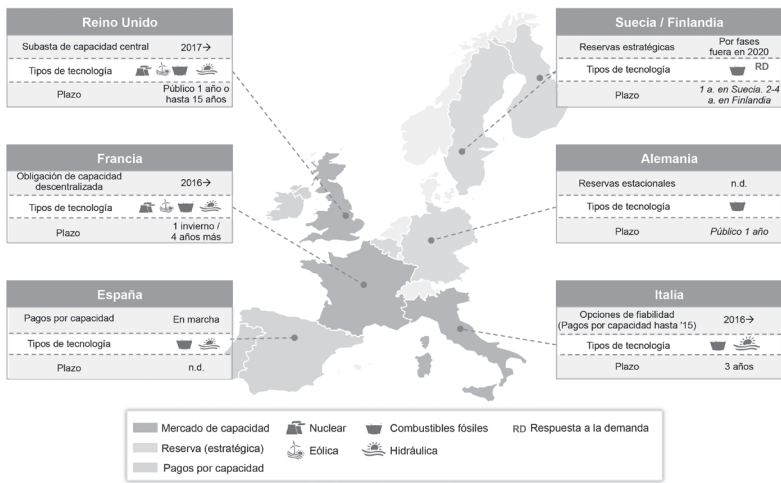 Reino Unido
Subasta de capacidad central 2017→
Tipos de tecnología
Plazo Público 1 año o
hasta 15 años
Francia
Obligación de capacidad
descentralizada 2016→
Tipos de tecnología
Plazo 1 invierno /
4 años más
España
Pagos por capacidad En marcha
Tipos de tecnología
Plazo n.d.
Suecia / Finlandia
Reservas estratégicas Por fases
fuera en 2020
Tipos de tecnología RD
Plazo 1 a. en Suecia. 2-4
a. en Finlandia
Alemania
Reservas estacionales n.d.
Tipos de tecnología
Plazo Público 1 año
Italia
Opciones de fiabilidad
(Pagos por capacidad hasta '15) 2016→
Tipos de tecnología
Plazo 3 años
Mercado de capacidad Nuclear Combustibles fósiles RD Respuesta a la demanda
Reserva (estratégica) Eólica Hidráulica
Pagos por capacidad